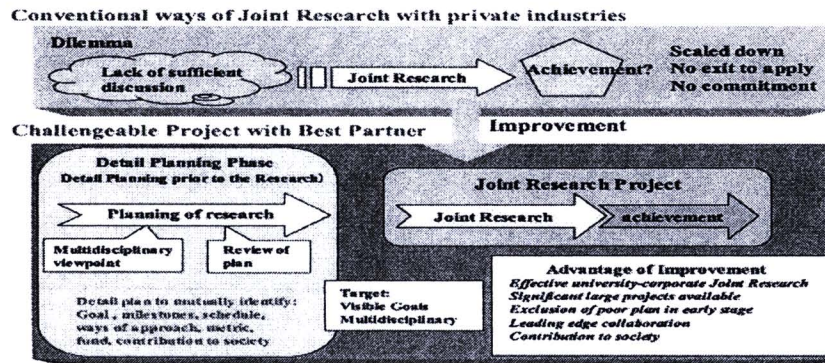 Conventional ways of Joint Research with private industries
Dilemma
Lack of sufficient
discussion
Joint Research
Achievement?
Scaled down
No exit to apply
No commitment
Challengeable Project with Best Partner
Improvement
Detail Planning Phase
Detail Planning prior to the Research)
Planning of research
Multidisciplinary
viewpoint
Review of
plan
Detail plan to mutually identify:
Goal , milestones, schedule,
ways of approach, metric,
fund, contribution to society
Joint Research Project
Joint Research
achievement
Target:
Visible Goals
Multidisciplinary
Advantage of Improvement
Effective university-corporate Joint Research
Significant large projects available
Exclusion of poor plan in early stage
Leading edge collaboration
Contribution to society